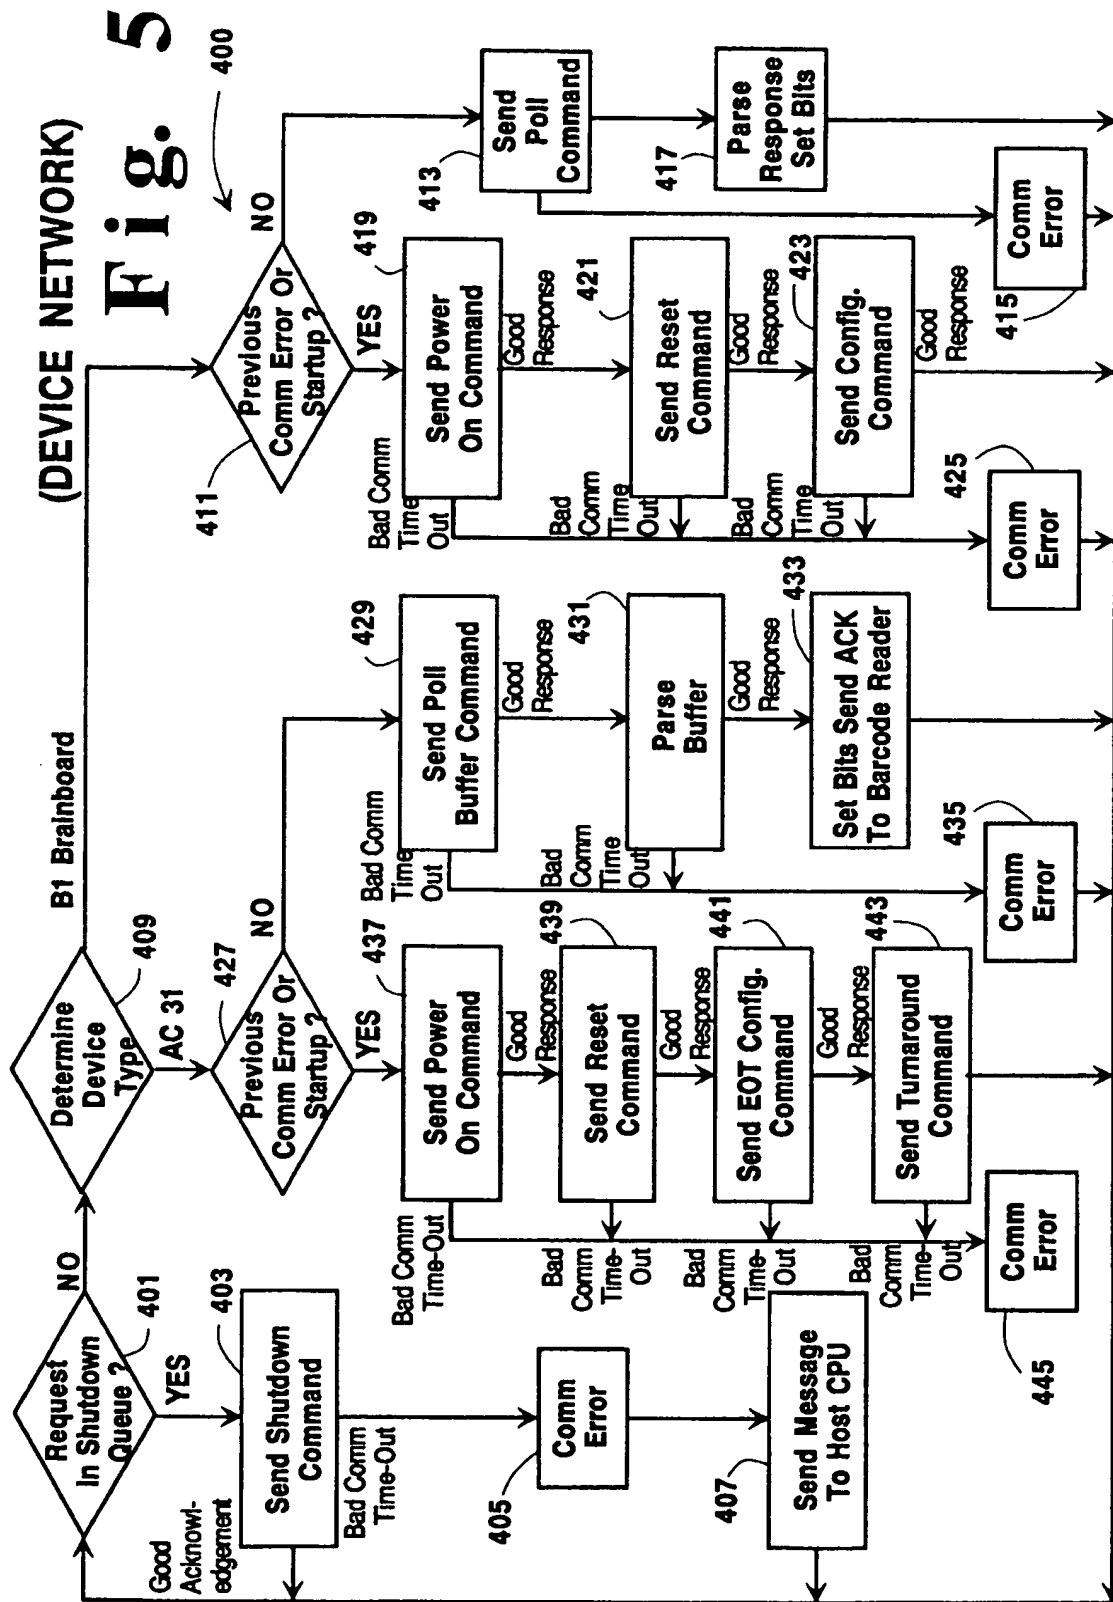 (DEVICE NETWORK)
Fig. 5
400
Request
In Shutdown
Queue ?
401
NO
YES
Good
Acknowl-
edgement
403
Send Shutdown
Command
Bad Comm
Time-Out
405
Comm
Error
407
Send Message
To Host CPU
Determine
Device
Type
409
B1 Brainboard
AC 31
427
Previous
Comm Error Or
Startup ?
NO
YES
437
Send Power
On Command
Bad Comm
Time-Out
Good
Response
439
Send Reset
Command
Bad
Comm
Time-
Out
Good
Response
441
Send EOT Config.
Command
Bad
Comm
Time-
Out
Good
Response
443
Send Turnaround
Command
Bad
Comm
Time-
Out
Comm
Error
445
429
Send Poll
Buffer Command
Bad Comm
Time
Out
Good
Response
431
Parse
Buffer
Bad
Comm
Time
Out
Good
Response
433
Set Bits Send ACK
To Barcode Reader
435
Comm
Error
411
Previous
Comm Error Or
Startup ?
NO
YES
419
Send Power
On Command
Bad Comm
Time
Out
Good
Response
421
Send Reset
Command
Bad
Comm
Time
Out
Good
Response
423
Send Config.
Command
Bad
Comm
Time
Out
Good
Response
425
Comm
Error
413
Send
Poll
Command
417
Parse
Response
Set Bits
Comm
Error
415